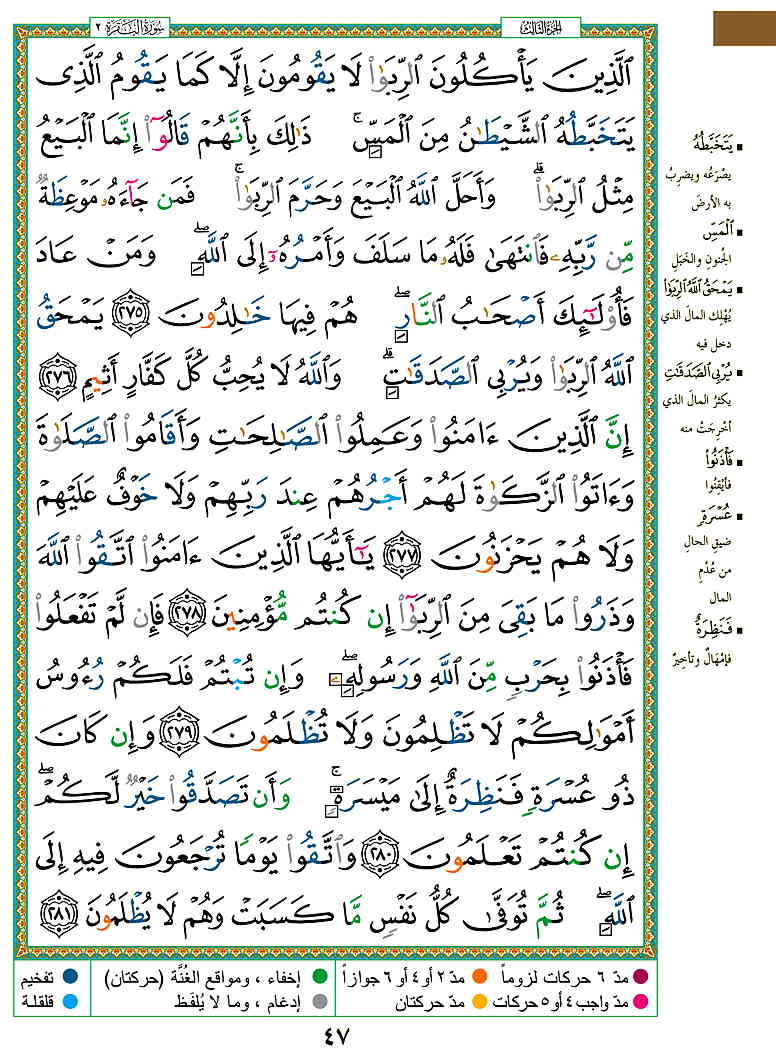 الجزء الثالث
سورة البقرة ٢
ٱلَّذِينَ يَأۡكُلُونَ ٱلرِّبَوٰاْ لَا يَقُومُونَ إِلَّا كَمَا يَقُومُ ٱلَّذِى
يَتَخَبَّطُهُ ٱلشَّيۡطَـٰنُ مِنَ ٱلۡمَسِّۚ ذَٰلِكَ بِأَنَّهُمۡ قَالُوٓاْ إِنَّمَا ٱلۡبَيۡعُ
مِثۡلُ ٱلرِّبَوٰاْۗ وَأَحَلَّ ٱللَّهُ ٱلۡبَيۡعَ وَحَرَّمَ ٱلرِّبَوٰاْۚ فَمَن جَآءَهُۥ مَوۡعِظَةٌ
مِّن رَّبِّهِۦ فَٱنتَهَىٰ فَلَهُۥ مَا سَلَفَ وَأَمۡرُهُۥٓ إِلَى ٱللَّهِۖ وَمَنۡ عَادَ
فَأُوْلَـٰٓئِكَ أَصۡحَـٰبُ ٱلنَّارِۖ هُمۡ فِيهَا خَـٰلِدُونَ ٢٧٥ يَمۡحَقُ
ٱللَّهُ ٱلرِّبَوٰاْ وَيُرۡبِى ٱلصَّدَقَـٰتِۗ وَٱللَّهُ لَا يُحِبُّ كُلَّ كَفَّارٍ أَثِيمٍ ٢٧٦
إِنَّ ٱلَّذِينَ ءَامَنُواْ وَعَمِلُواْ ٱلصَّـٰلِحَـٰتِ وَأَقَامُواْ ٱلصَّلَوٰةَ
وَءَاتَوُاْ ٱلزَّكَوٰةَ لَهُمۡ أَجۡرُهُمۡ عِندَ رَبِّهِمۡ وَلَا خَوۡفٌ عَلَيۡهِمۡ
وَلَا هُمۡ يَحۡزَنُونَ ٢٧٧ يَـٰٓأَيُّهَا ٱلَّذِينَ ءَامَنُواْ ٱتَّقُواْ ٱللَّهَ
وَذَرُواْ مَا بَقِىَ مِنَ ٱلرِّبَوٰٓاْ إِن كُنتُم مُّؤۡمِنِينَ ٢٧٨ فَإِن لَّمۡ تَفۡعَلُواْ
فَأۡذَنُواْ بِحَرۡبٍ مِّنَ ٱللَّهِ وَرَسُولِهِۦۖ وَإِن تُبۡتُمۡ فَلَكُمۡ رُءُوسُ
أَمۡوَٰلِكُمۡ لَا تَظۡلِمُونَ وَلَا تُظۡلَمُونَ ٢٧٩ وَإِن كَانَ
ذُو عُسۡرَةٍ فَنَظِرَةٌ إِلَىٰ مَيۡسَرَةٍۚ وَأَن تَصَدَّقُواْ خَيۡرٌ لَّكُمۡۖ
إِن كُنتُمۡ تَعۡلَمُونَ ٢٨٠ وَٱتَّقُواْ يَوۡمًا تُرۡجَعُونَ فِيهِ إِلَى
ٱللَّهِۖ ثُمَّ تُوَفَّىٰ كُلُّ نَفۡسٍ مَّا كَسَبَتۡ وَهُمۡ لَا يُظۡلَمُونَ ٢٨١
▪ يَتَخَبَّطُهُ
يصْرَعُه ويضرِبُ
به الأرضَ
▪ ٱلۡمَسِّ
الجُنونِ والخَبَلِ
▪ يَمۡحَقُ ٱللَّهُ ٱلرِّبَوٰاْ
يُهْلِك المالَ الذي
دخل فيه
▪ يُرۡبِى ٱلصَّدَقَـٰتِ
يكثرُ المالَ الذي
أُخْرِجَتْ منه
▪ فَأۡذَنُواْ
فأيْقِنُوا
▪ عُسۡرَةٍ
ضيقِ الحالِ
من عُدْمِ
المال
▪ فَنَظِرَةٌ
فإمْهَالٌ وتأخِيرٌ
مدّ ٦ حركات لزوماً
مدّ ٢ أو ٤ أو ٦ جوازاً
إخفاء ، ومواقع الغُنَّة (حركتان)
تفخيم
مدّ واجب ٤ أو ٥ حركات
مدّ حركتان
إدغام ، وما لا يُلفَظ
قلقلة
٤٧